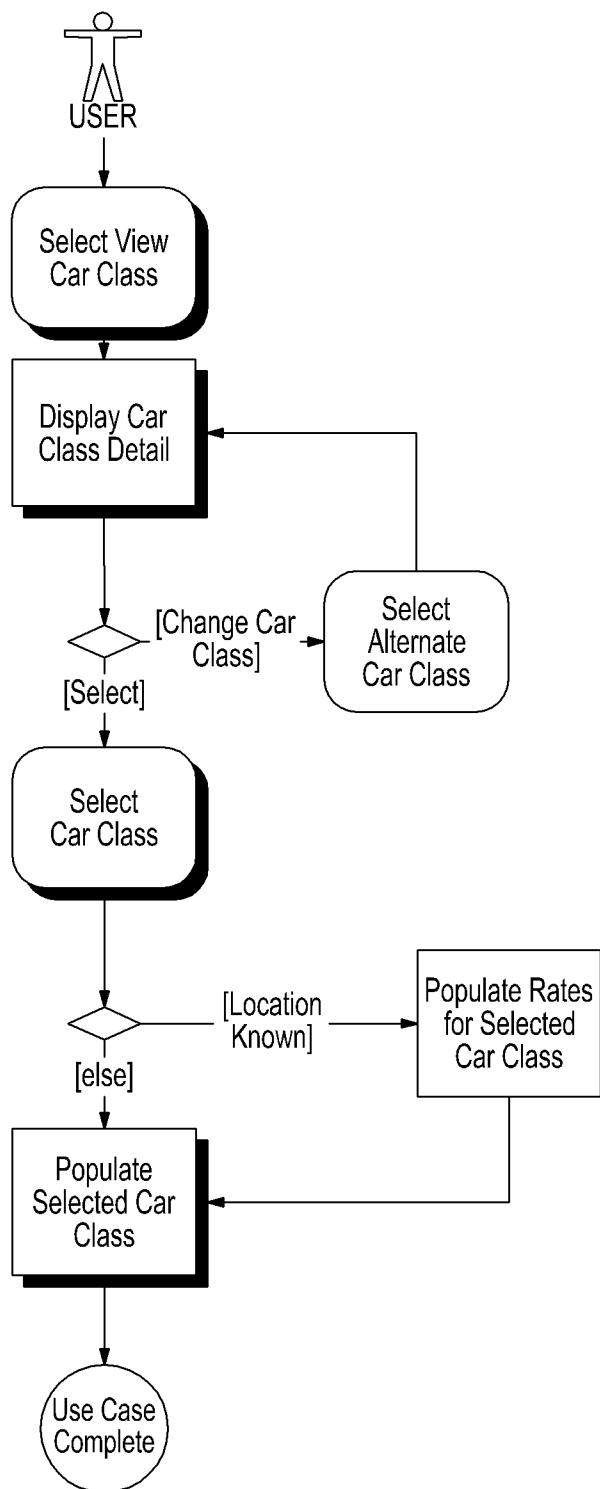 USER
Select View
Car Class
Display Car
Class Detail
[Change Car
Class]
Select
Alternate
Car Class
[Select]
Select
Car Class
[Location
Known]
Populate Rates
for Selected
Car Class
[else]
Populate
Selected Car
Class
Use Case
Complete